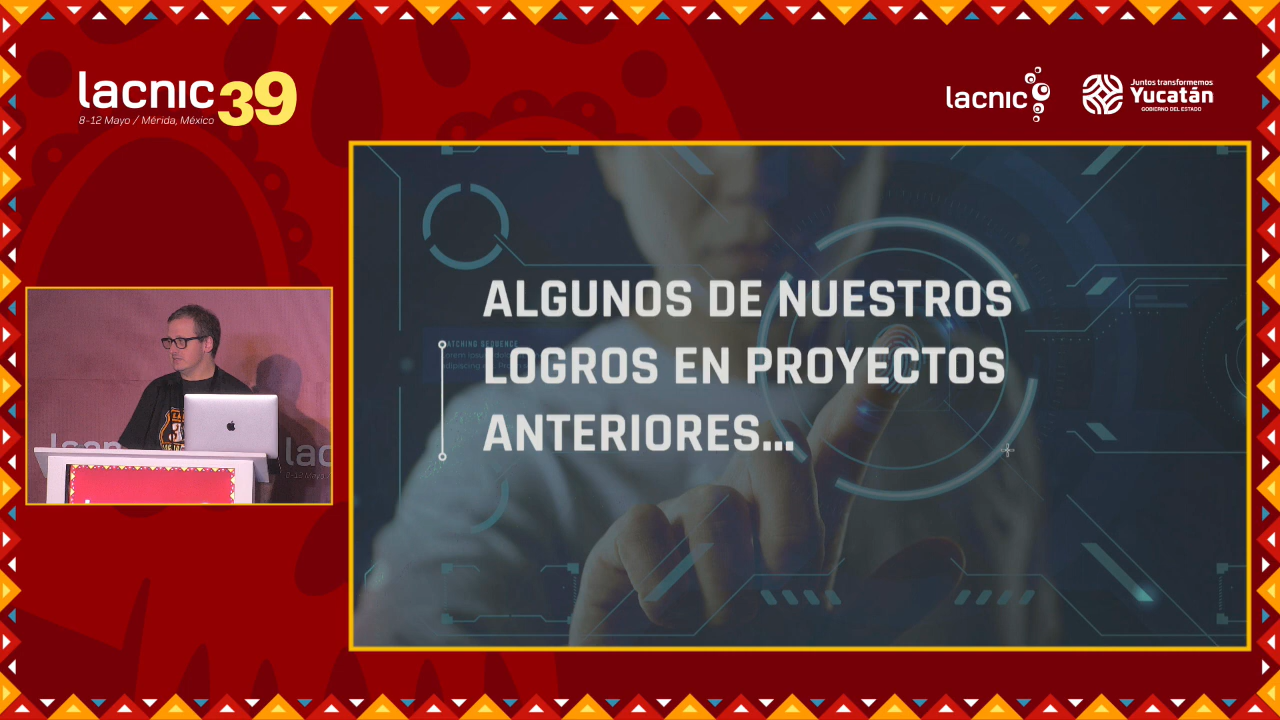 lacnic39
8-12 Mayo / Mérida, México
lacnic
Juntos transformemos
Yucatán
GOBIERNO DEL ESTADO
ALGUNOS DE NUESTROS
LOGROS EN PROYECTOS
ANTERIORES...